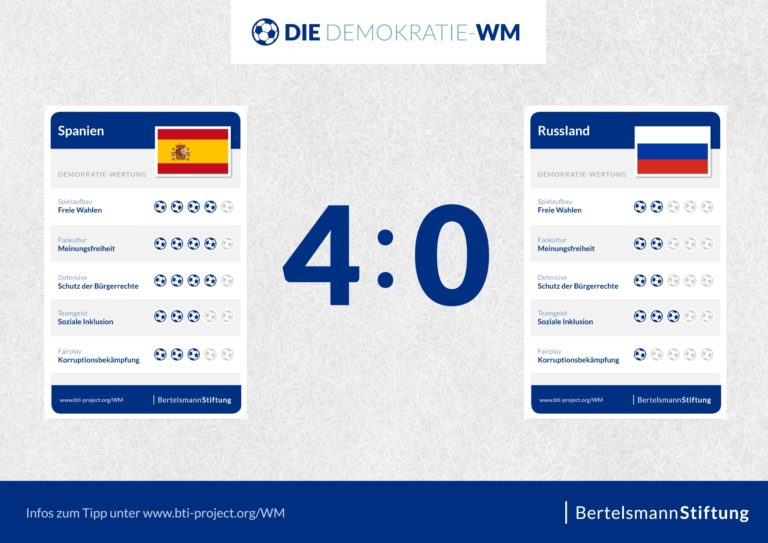 DIE DEMOKRATIE-WM
Spanien
DEMOKRATIE-WERTUNG
Spielaufbau
Freie Wahlen
Fankultur
Meinungsfreiheit
Defensive
Schutz der Bürgerrechte
Teamgeist
Soziale Inklusion
Fairplay
Korruptionsbekämpfung
www.bti-project.org/WM | BertelsmannStiftung
4:0
Russland
DEMOKRATIE-WERTUNG
Spielaufbau
Freie Wahlen
Fankultur
Meinungsfreiheit
Defensive
Schutz der Bürgerrechte
Teamgeist
Soziale Inklusion
Fairplay
Korruptionsbekämpfung
www.bti-project.org/WM | BertelsmannStiftung
Infos zum Tipp unter www.bti-project.org/WM
| BertelsmannStiftung